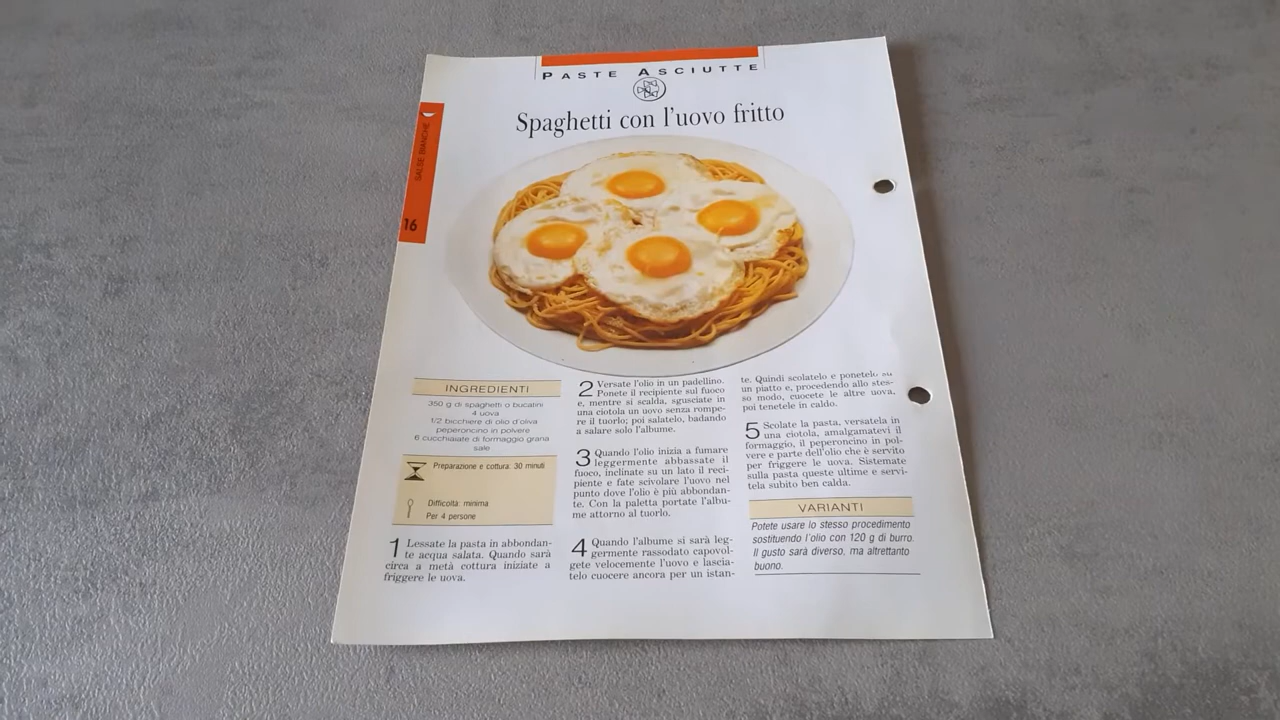 PASTE ASCIUTTE
Spaghetti con l'uovo fritto
SALSE BIANCHE
16
INGREDIENTI
350 g di spaghetti o bucatini
4 uova
1/2 bicchiere di olio d'oliva
peperoncino in polvere
6 cucchiaiate di formaggio grana
sale
Preparazione e cottura: 30 minuti
Difficoltà: minima
Per 4 persone
1 Lessate la pasta in abbondan-
te acqua salata. Quando sarà
circa a metà cottura iniziate a
friggere le uova.
2 Versate l'olio in un padellino.
Ponete il recipiente sul fuoco
e, mentre si scalda, sgusciate in
una ciotola un uovo senza rompe-
re il tuorlo; poi salatelo, badando
a salare solo l'albume.
3 Quando l'olio inizia a fumare
leggermente abbassate il
fuoco, inclinate su un lato il reci-
piente e fate scivolare l'uovo nel
punto dove l'olio è più abbondan-
te. Con la paletta portate l'albu-
me attorno al tuorlo.
4 Quando l'albume si sarà leg-
germente rassodato capovol-
gete velocemente l'uovo e lascia-
telo cuocere ancora per un istan-
te. Quindi scolatelo e ponetelo su
un piatto e, procedendo allo stes-
so modo, cuocete le altre uova,
poi tenetele in caldo.
5 Scolate la pasta, versatela in
una ciotola, amalgamatevi il
formaggio, il peperoncino in pol-
vere e parte dell'olio che è servito
per friggere le uova. Sistemate
sulla pasta queste ultime e servi-
tela subito ben calda.
VARIANTI
Potete usare lo stesso procedimento
sostituendo l'olio con 120 g di burro.
Il gusto sarà diverso, ma altrettanto
buono.